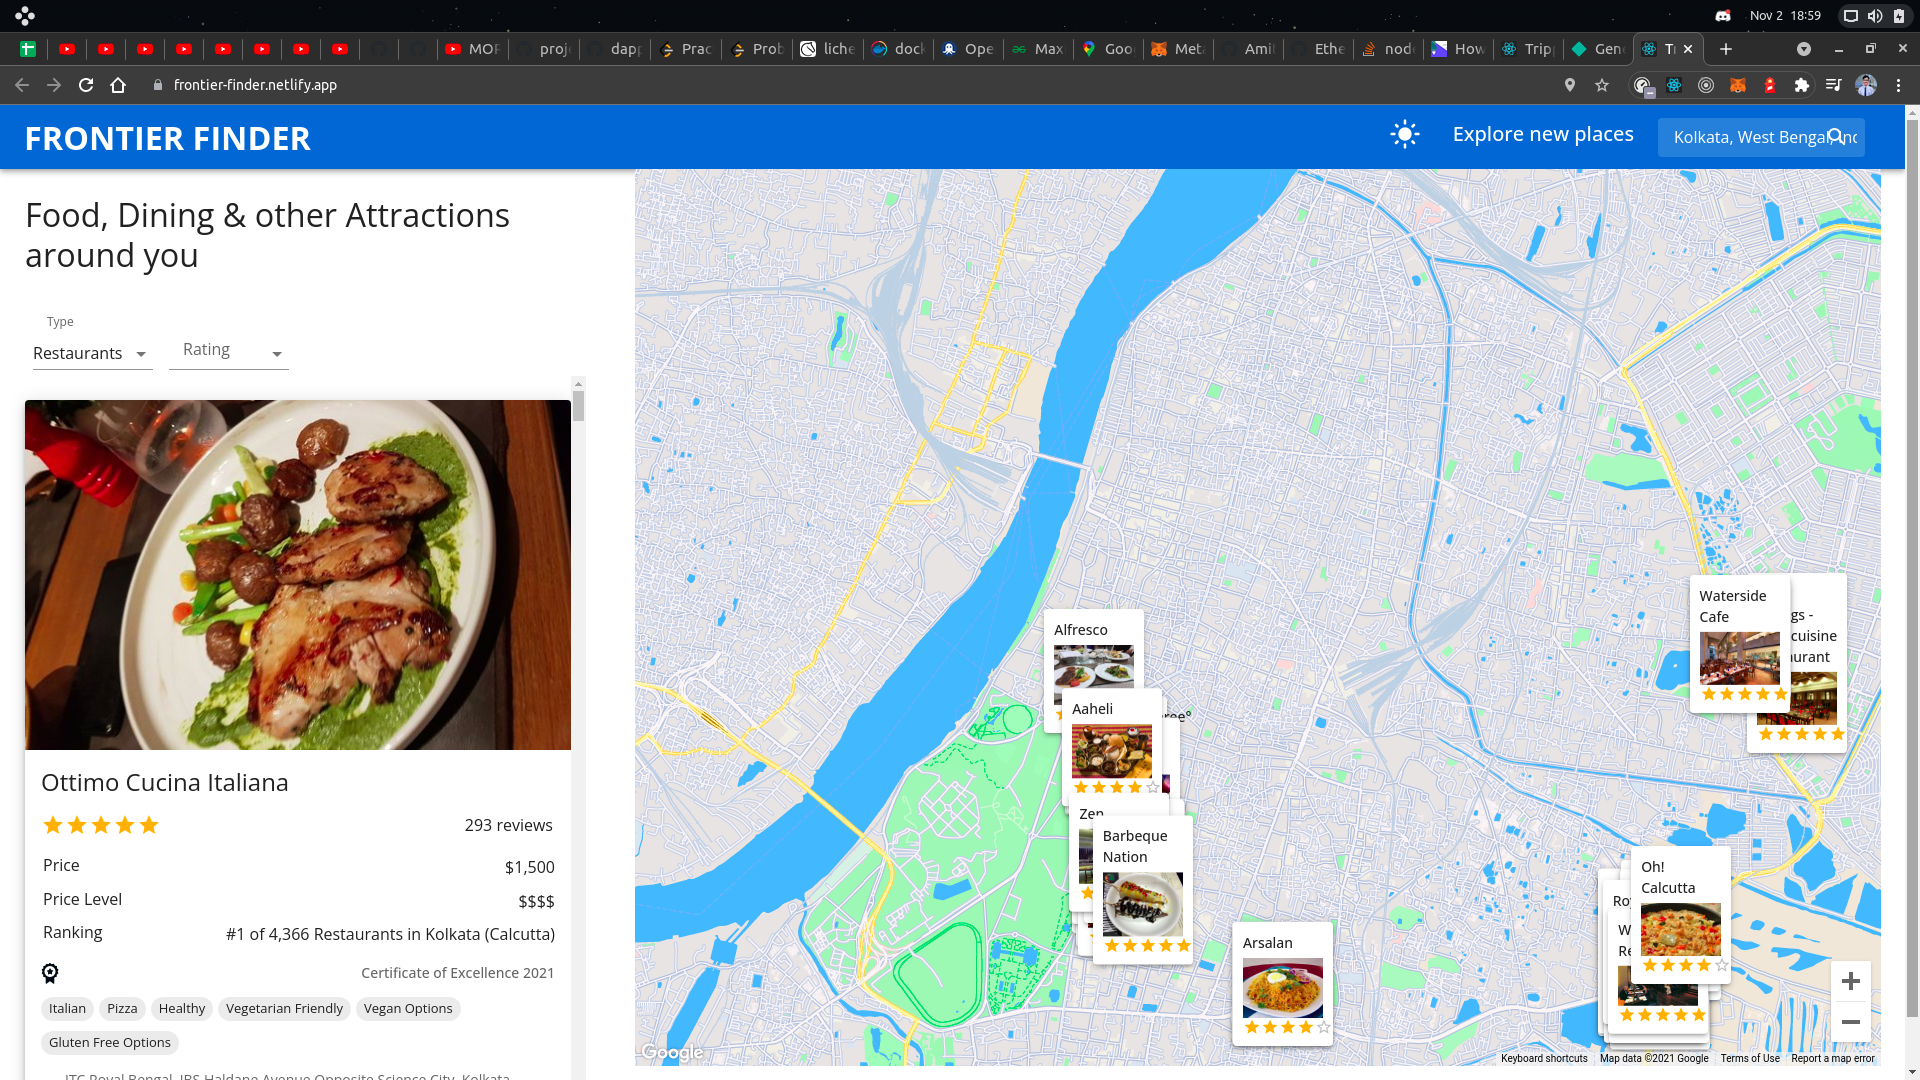 Nov 2 18:59
MOR
proj
dapp
Prac
Prob
liche
dock
Ope
Max
Goo
Meta
Amit
Ethe
node
How
Tripp
Gene
frontier-finder.netlify.app
FRONTIER FINDER
Explore new places
Kolkata, West Bengal, Inc
Food, Dining & other Attractions
around you
Type
Restaurants
Rating
Ottimo Cucina Italiana
293 reviews
Price
$1,500
Price Level
$$$$
Ranking
#1 of 4,366 Restaurants in Kolkata (Calcutta)
Certificate of Excellence 2021
Italian
Pizza
Healthy
Vegetarian Friendly
Vegan Options
Gluten Free Options
ITC Royal Bengal, JBS Haldane Avenue Opposite Science City, Kolkata
Alfresco
Aaheli
ree°
Zen
Barbeque
Nation
Arsalan
Waterside
Cafe
gs -
cuisine
urant
Oh!
Calcutta
Ro
W
Re
Google
Keyboard shortcuts
Map data ©2021 Google
Terms of Use
Report a map error